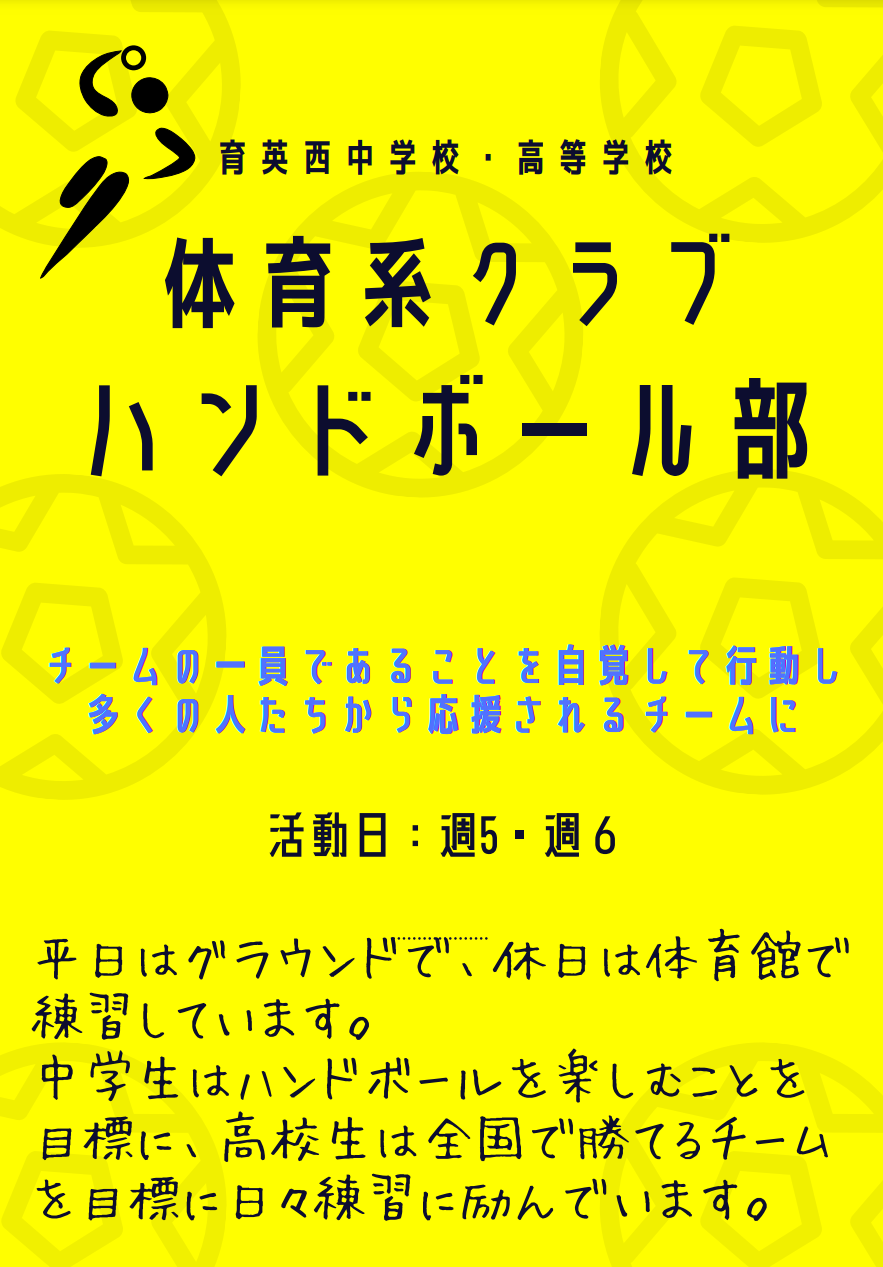 育英西中学校・高等学校
体育系クラブ
ハンドボール部
チームの一員であることを自覚して行動し
多くの人たちから応援されるチームに
活動日：週5・週６
平日はグラウンドで、休日は体育館で
練習しています。
中学生はハンドボールを楽しむことを
目標に、高校生は全国で勝てるチーム
を目標に日々練習に励んでいます。